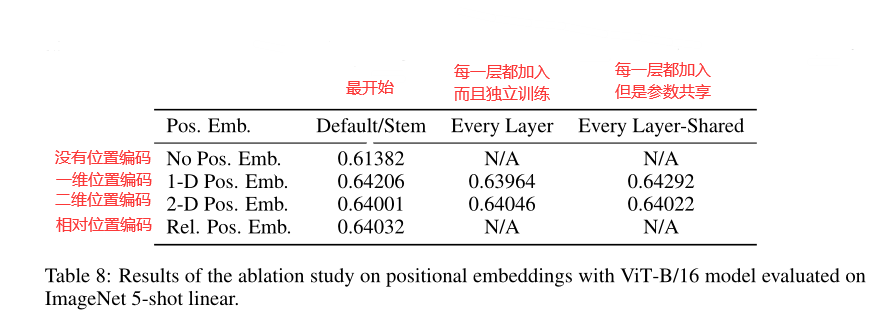 最开始 每一层都加入 每一层都加入
而且独立训练 但是参数共享
Pos. Emb. Default/Stem Every Layer Every Layer-Shared
没有位置编码 No Pos. Emb. 0.61382 N/A N/A
一维位置编码 1-D Pos. Emb. 0.64206 0.63964 0.64292
二维位置编码 2-D Pos. Emb. 0.64001 0.64046 0.64022
相对位置编码 Rel. Pos. Emb. 0.64032 N/A N/A
Table 8: Results of the ablation study on positional embeddings with ViT-B/16 model evaluated on
ImageNet 5-shot linear.